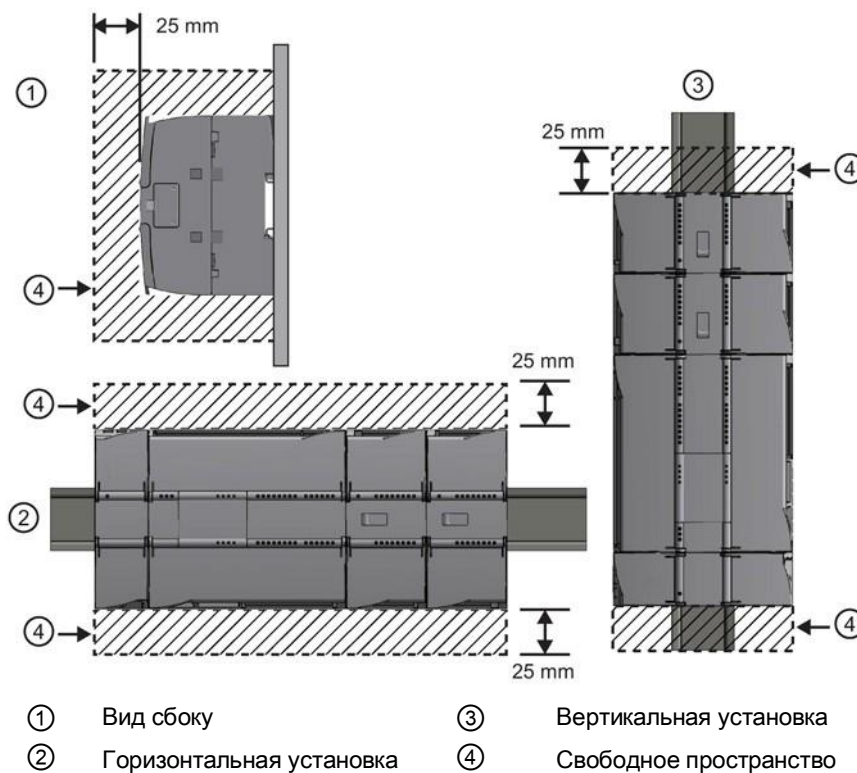 25 mm
①
③
25 mm
④
④
25 mm
④
②
④
④
25 mm
① Вид сбоку ③ Вертикальная установка
② Горизонтальная установка ④ Свободное пространство